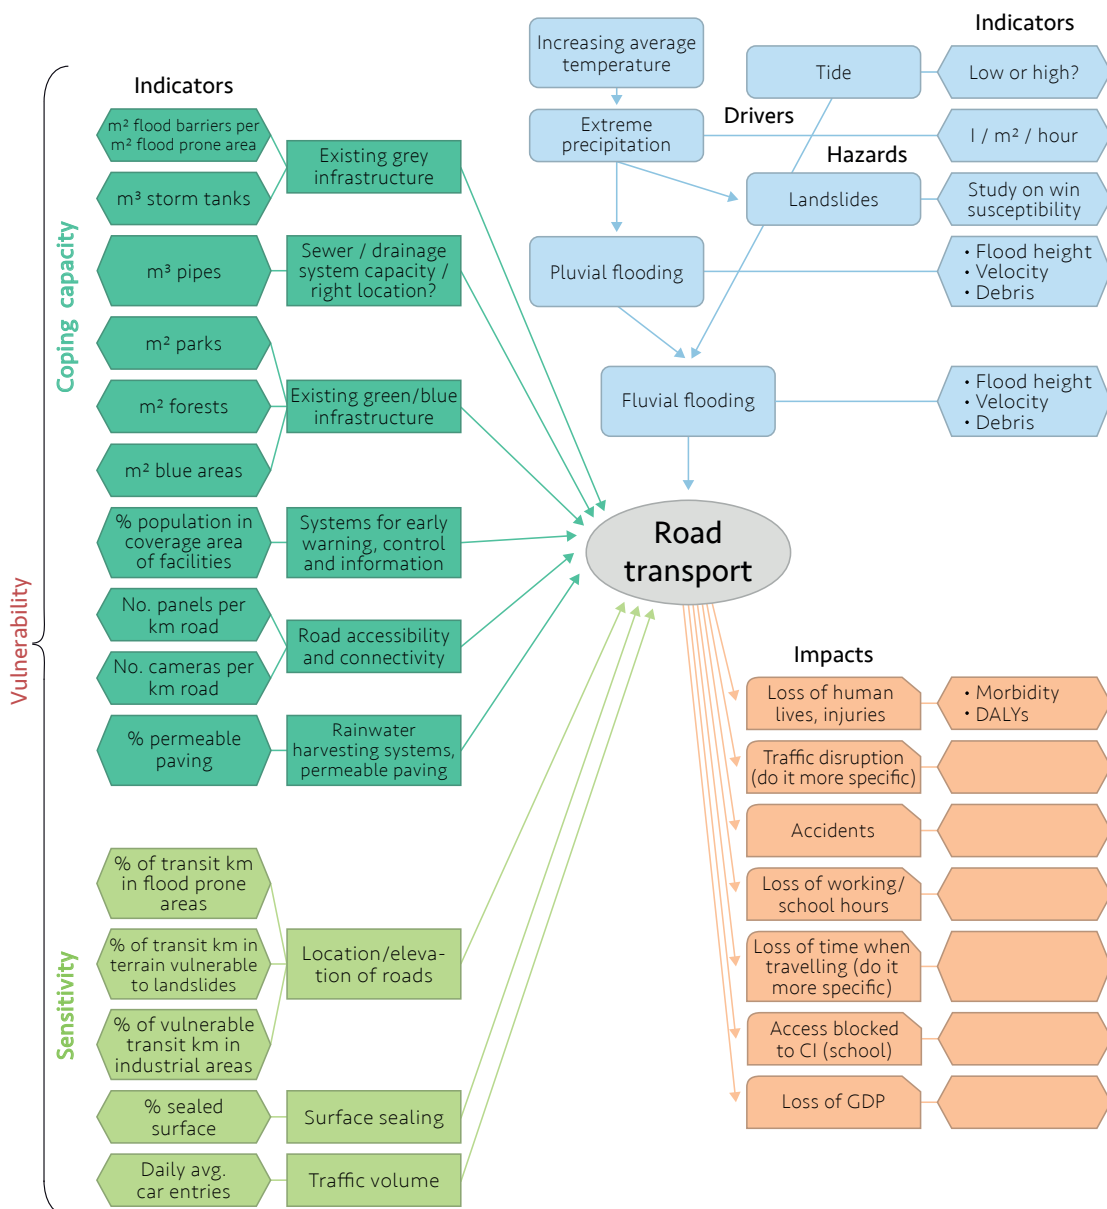 Indicators
Increasing average
temperature
Tide
Low or high?
Indicators
Drivers
Extreme
precipitation
l / m² / hour
Hazards
Landslides
Study on win
susceptibility
Pluvial flooding
• Flood height
• Velocity
• Debris
Fluvial flooding
• Flood height
• Velocity
• Debris
Vulnerability
Coping capacity
m² flood barriers per
m² flood prone area
m³ storm tanks
Existing grey
infrastructure
m³ pipes
Sewer / drainage
system capacity /
right location?
m² parks
m² forests
m² blue areas
Existing green/blue
infrastructure
% population in
coverage area
of facilities
Systems for early
warning, control
and information
No. panels per
km road
No. cameras per
km road
Road accessibility
and connectivity
% permeable
paving
Rainwater
harvesting systems,
permeable paving
Road
transport
Sensitivity
% of transit km
in flood prone
areas
% of transit km in
terrain vulnerable
to landslides
% of vulnerable
transit km in
industrial areas
Location/eleva-
tion of roads
% sealed
surface
Surface sealing
Daily avg.
car entries
Traffic volume
Impacts
Loss of human
lives, injuries
• Morbidity
• DALYs
Traffic disruption
(do it more specific)
Accidents
Loss of working/
school hours
Loss of time when
travelling (do it
more specific)
Access blocked
to CI (school)
Loss of GDP